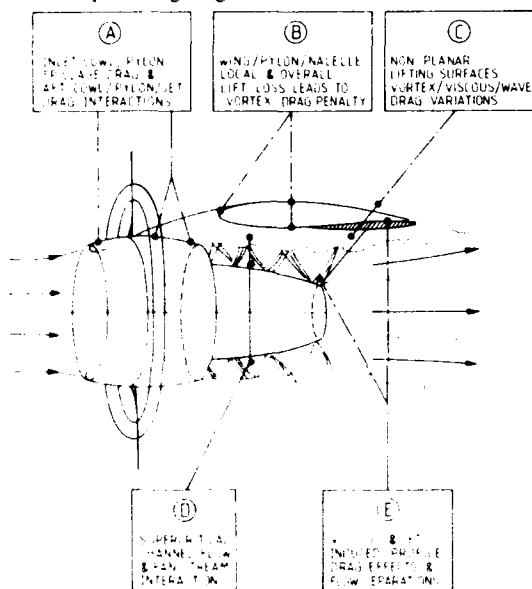 A
INLET COWL/PYLON
DRAG &
AFT COWL/PYLON/JET
DRAG INTERACTIONS
B
WING/PYLON/NACELLE
LOCAL & OVERALL
LIFT LOSS LEADS TO
VORTEX DRAG PENALTY
C
NON PLANAR
LIFTING SURFACES
VORTEX/VISCOUS/WAVE
DRAG VARIATIONS
D
SUPERCRITICAL
CHANNEL FLOW
& FAN STREAM
INTERACTION
E
&
INDUCED PROFILE
DRAG EFFECTS &
FLOW SEPARATIONS